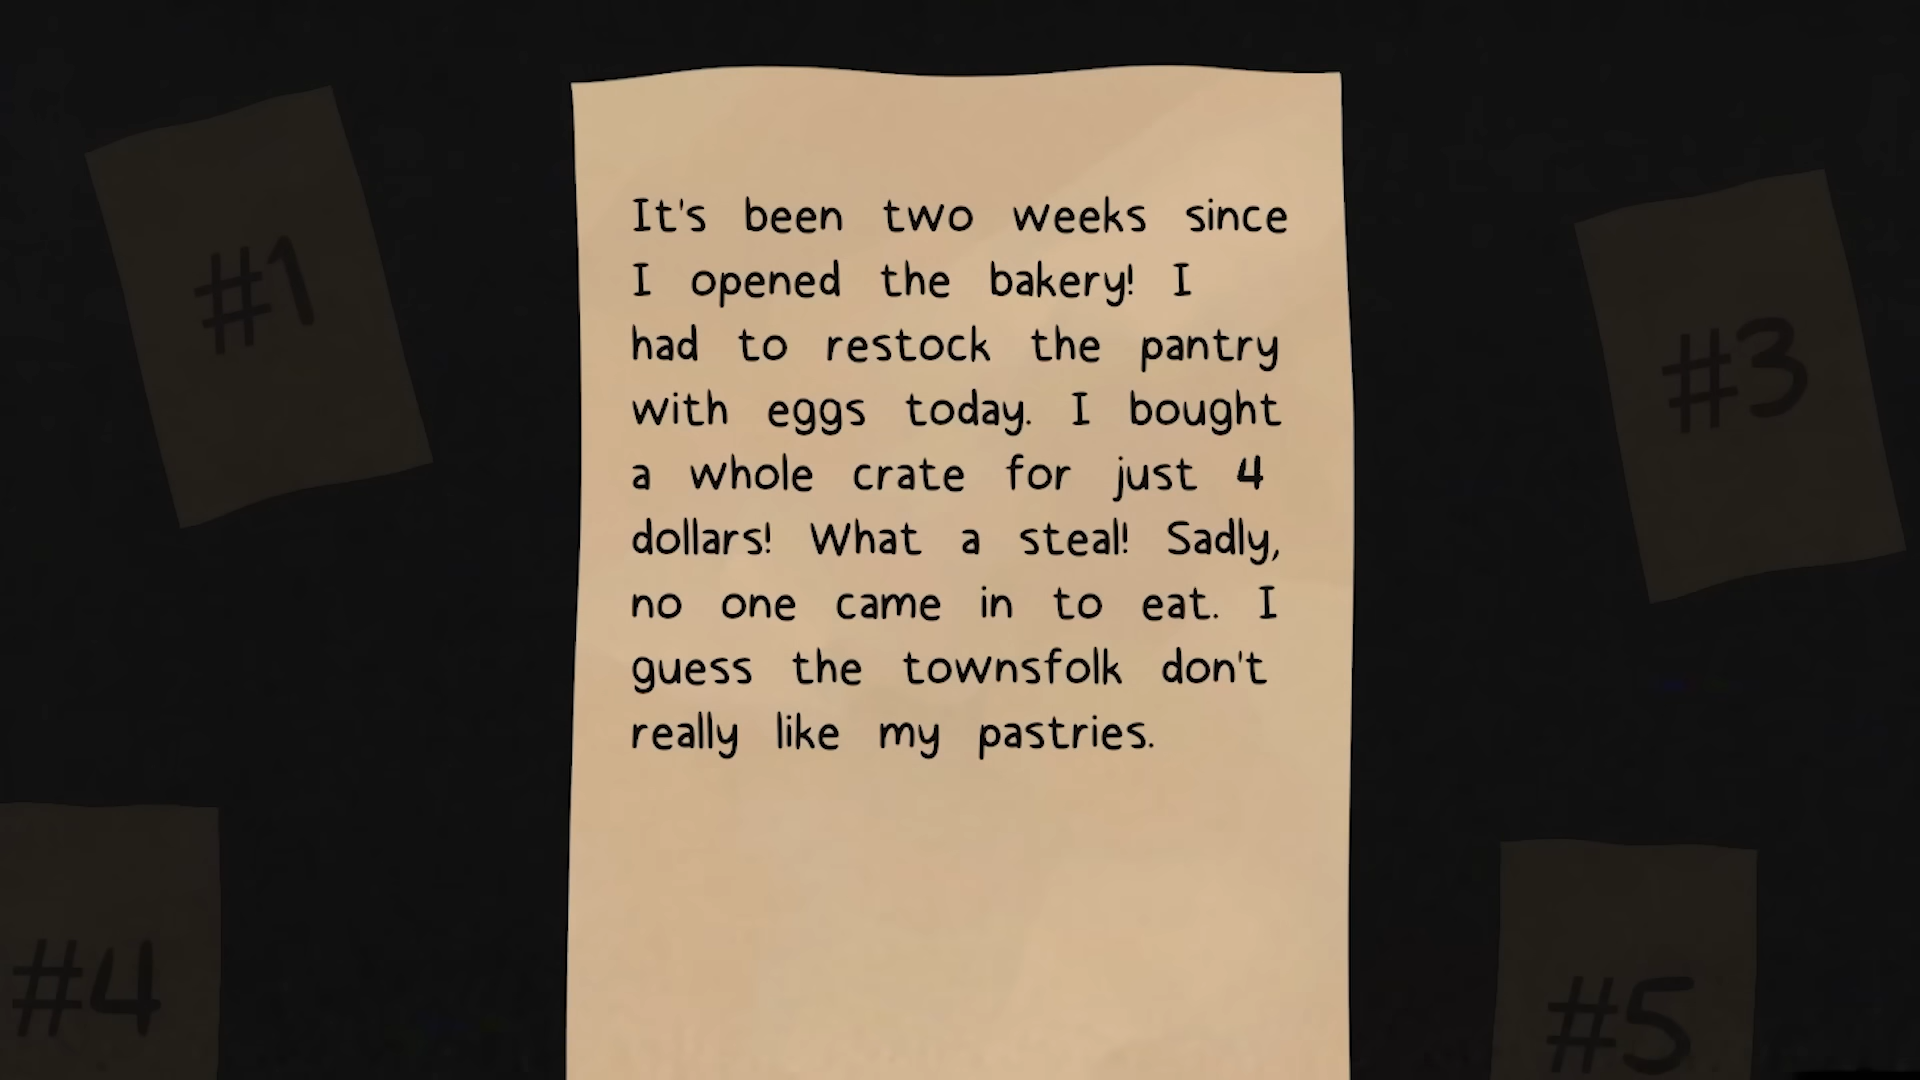 #1
It's been two weeks since
I opened the bakery! I
had to restock the pantry
with eggs today. I bought
a whole crate for just 4
dollars! What a steal! Sadly,
no one came in to eat. I
guess the townsfolk don't
really like my pastries.
#3
#4
#5